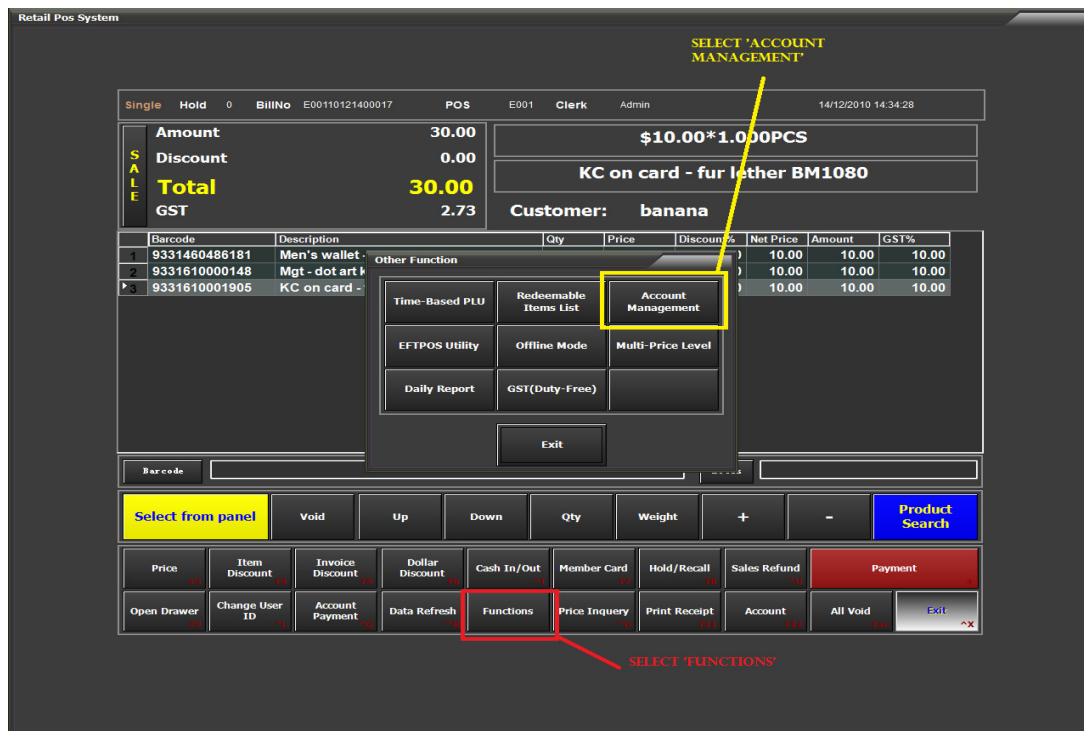 Retail Pos System
SELECT 'ACCOUNT
MANAGEMENT'
Single Hold 0 BillNo E00110121400017 POS E001 Clerk Admin 14/12/2010 14:34:28
SALE
Amount 30.00
Discount 0.00
Total 30.00
GST 2.73
$10.00*1.000PCS
KC on card - fur lether BM1080
Customer: banana
Barcode Description Qty Price Discount% Net Price Amount GST%
1 9331460486181 Men's wallet - 10.00 10.00 10.00
2 9331610000148 Mgt - dot art 10.00 10.00 10.00
3 9331610001905 KC on card - 10.00 10.00 10.00
Other Function
Time-Based PLU
Redeemable
Items List
Account
Management
EFTPOS Utility
Offline Mode
Multi-Price Level
Daily Report
GST(Duty-Free)
Exit
Barcode
Select from panel
Void
Up
Down
Qty
Weight
+
-
Product
Search
Price
Item
Discount
Invoice
Discount
Dollar
Discount
Cash In/Out
Member Card
Hold/Recall
Sales Refund
Payment
Open Drawer
Change User
ID
Account
Payment
Data Refresh
Functions
Price Inquery
Print Receipt
Account
All Void
Exit
^X
SELECT 'FUNCTIONS'